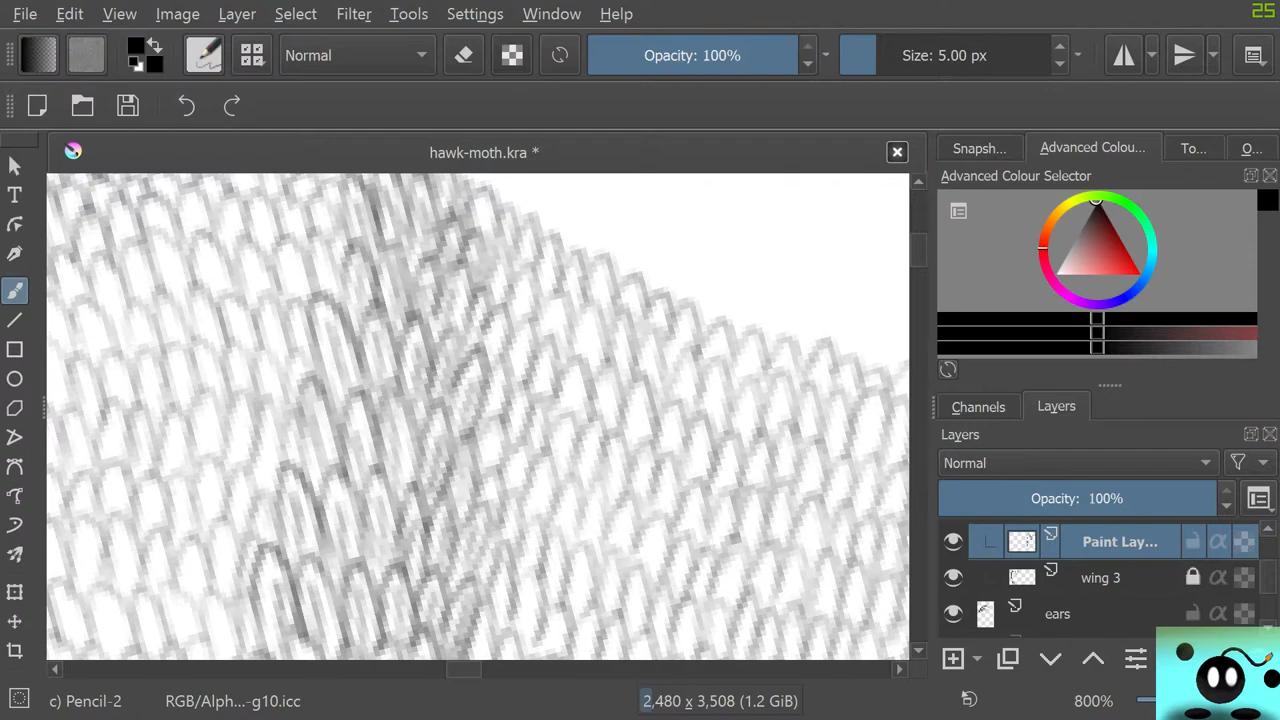 File Edit View Image Layer Select Filter Tools Settings Window Help 25
Normal Opacity: 100% Size: 5.00 px
hawk-moth.kra *
Snapsh... Advanced Colou... To... O...
Advanced Colour Selector
Channels Layers
Layers
Normal
Opacity: 100%
Paint Lay...
wing 3
ears
c) Pencil-2 RGB/Alph...-g10.icc 2,480 x 3,508 (1.2 GiB) 800%